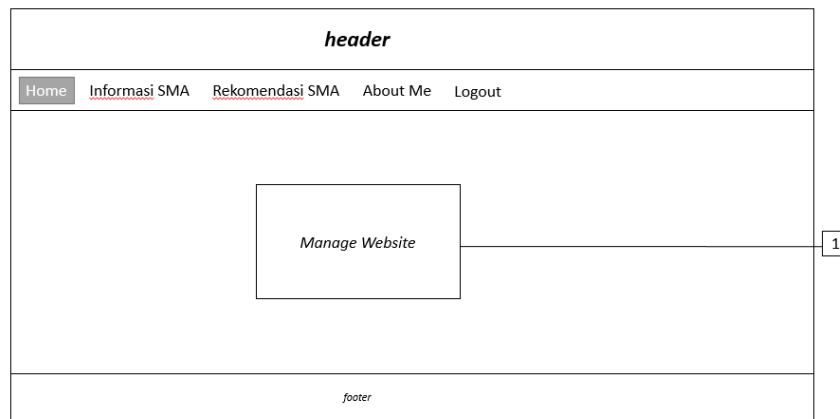 header
Home Informasi SMA Rekomendasi SMA About Me Logout
Manage Website
1
footer